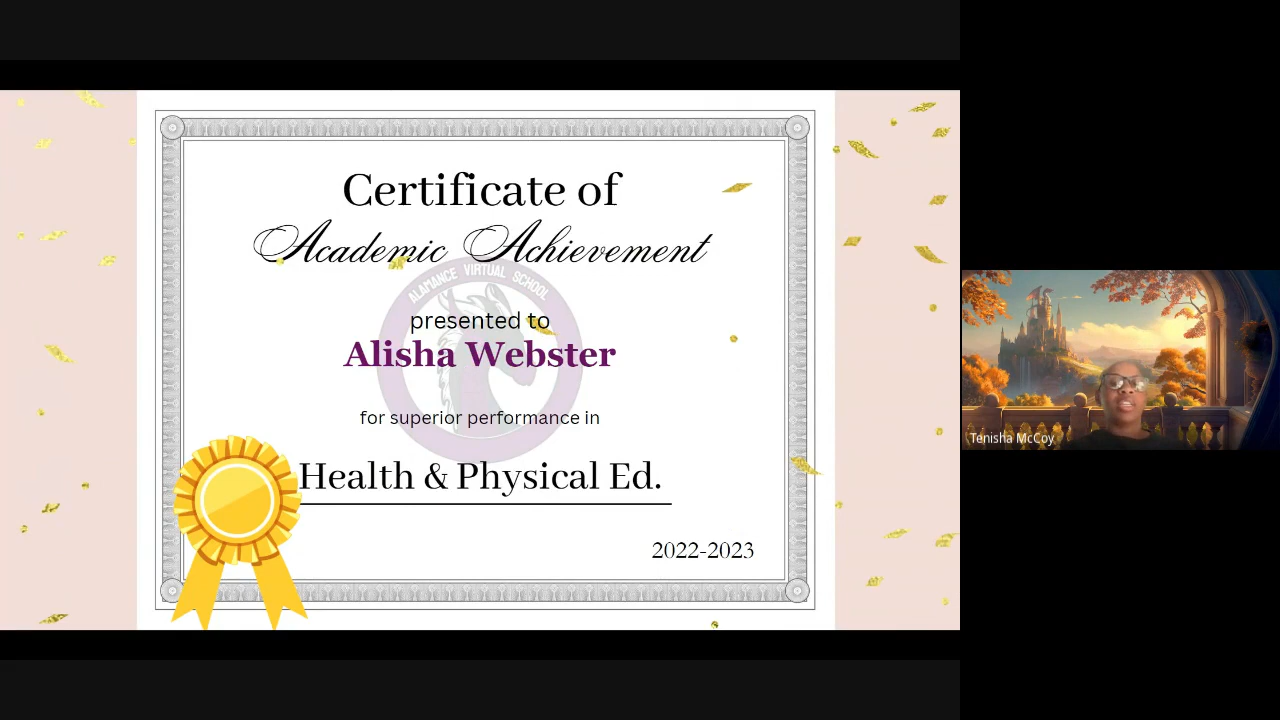 Certificate of
Academic Achievement
ALAMANCE VIRTUAL SCHOOL
presented to
Alisha Webster
for superior performance in
Health & Physical Ed.
2022-2023
Tenisha McCoy